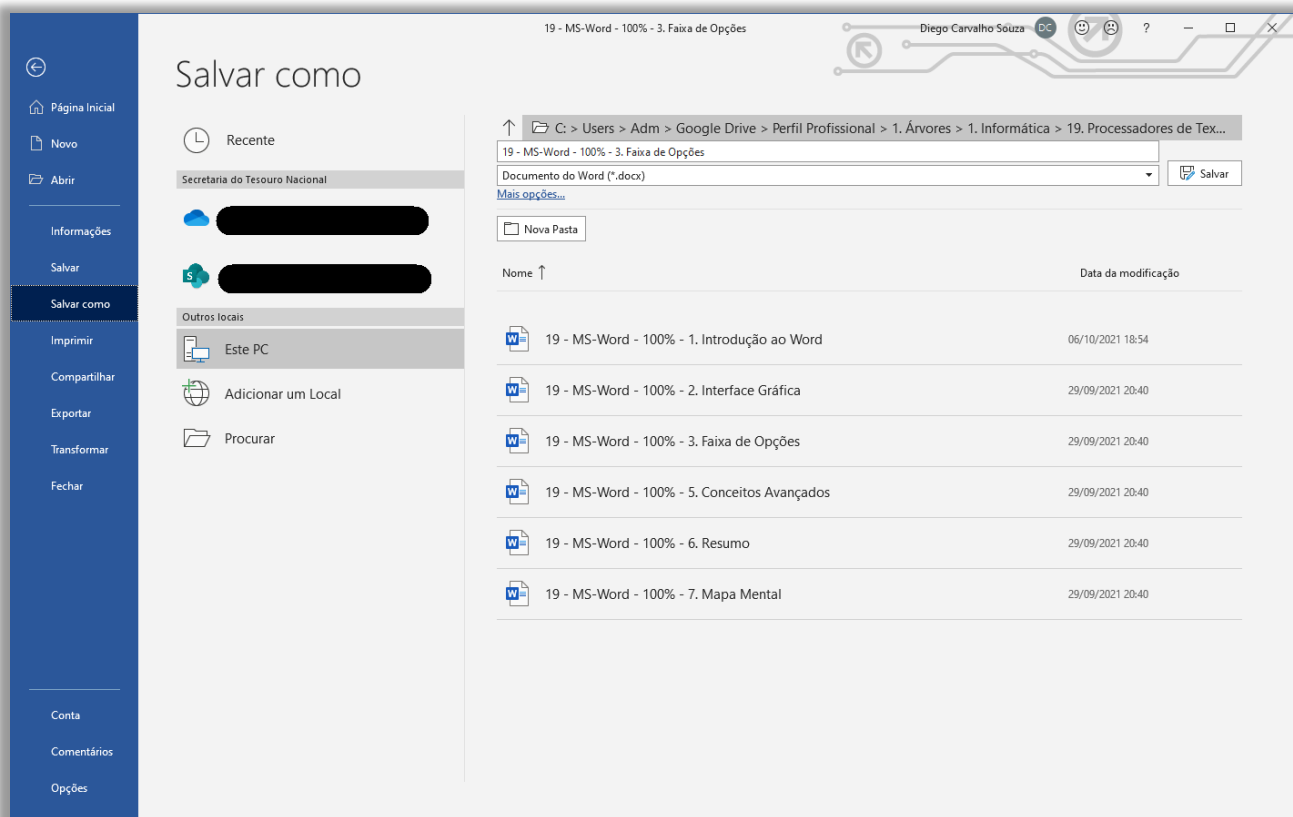 19 - MS-Word - 100% - 3. Faixa de Opções
Diego Carvalho Souza
DC
?
Página Inicial
Novo
Abrir
Informações
Salvar
Salvar como
Imprimir
Compartilhar
Exportar
Transformar
Fechar
Conta
Comentários
Opções
Salvar como
Recente
Secretaria do Tesouro Nacional
S
Outros locais
Este PC
Adicionar um Local
Procurar
C: > Users > Adm > Google Drive > Perfil Profissional > 1. Árvores > 1. Informática > 19. Processadores de Tex...
19 - MS-Word - 100% - 3. Faixa de Opções
Documento do Word (*.docx)
Salvar
Mais opções...
Nova Pasta
Nome ↑ Data da modificação
W 19 - MS-Word - 100% - 1. Introdução ao Word 06/10/2021 18:54
W 19 - MS-Word - 100% - 2. Interface Gráfica 29/09/2021 20:40
W 19 - MS-Word - 100% - 3. Faixa de Opções 29/09/2021 20:40
W 19 - MS-Word - 100% - 5. Conceitos Avançados 29/09/2021 20:40
W 19 - MS-Word - 100% - 6. Resumo 29/09/2021 20:40
W 19 - MS-Word - 100% - 7. Mapa Mental 29/09/2021 20:40